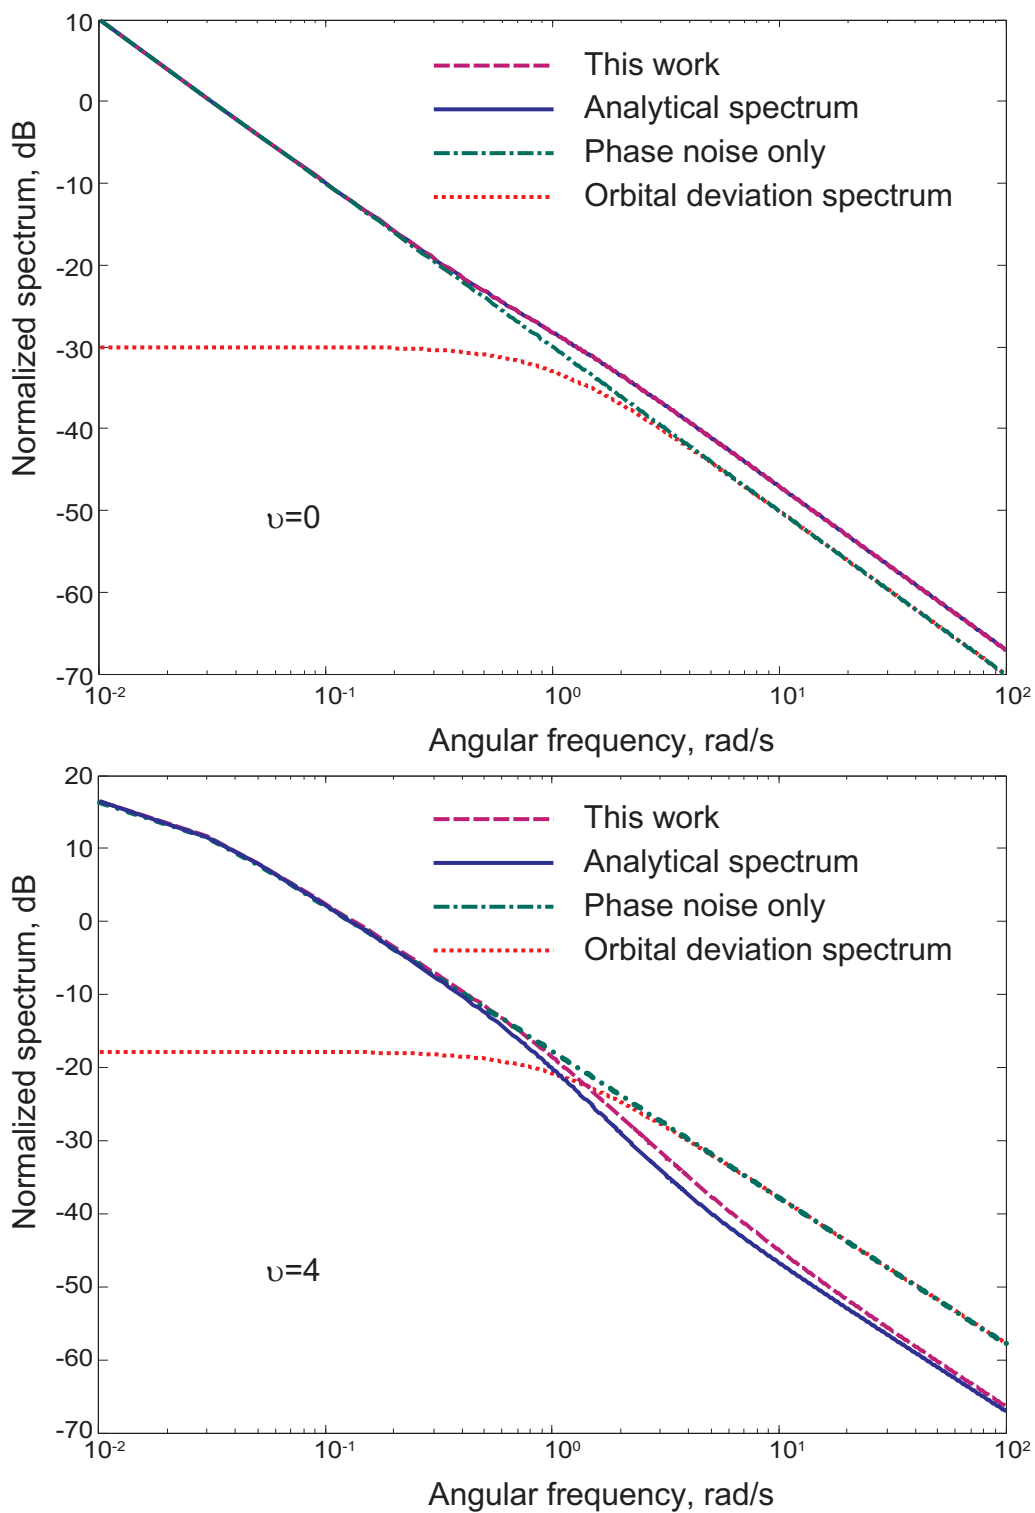 10
0
-10
-20
-30
-40
-50
-60
-70
Normalized spectrum, dB
This work
Analytical spectrum
Phase noise only
Orbital deviation spectrum
υ=0
10-2
10-1
100
101
102
Angular frequency, rad/s
20
10
0
-10
-20
-30
-40
-50
-60
-70
Normalized spectrum, dB
This work
Analytical spectrum
Phase noise only
Orbital deviation spectrum
υ=4
10-2
10-1
100
101
102
Angular frequency, rad/s